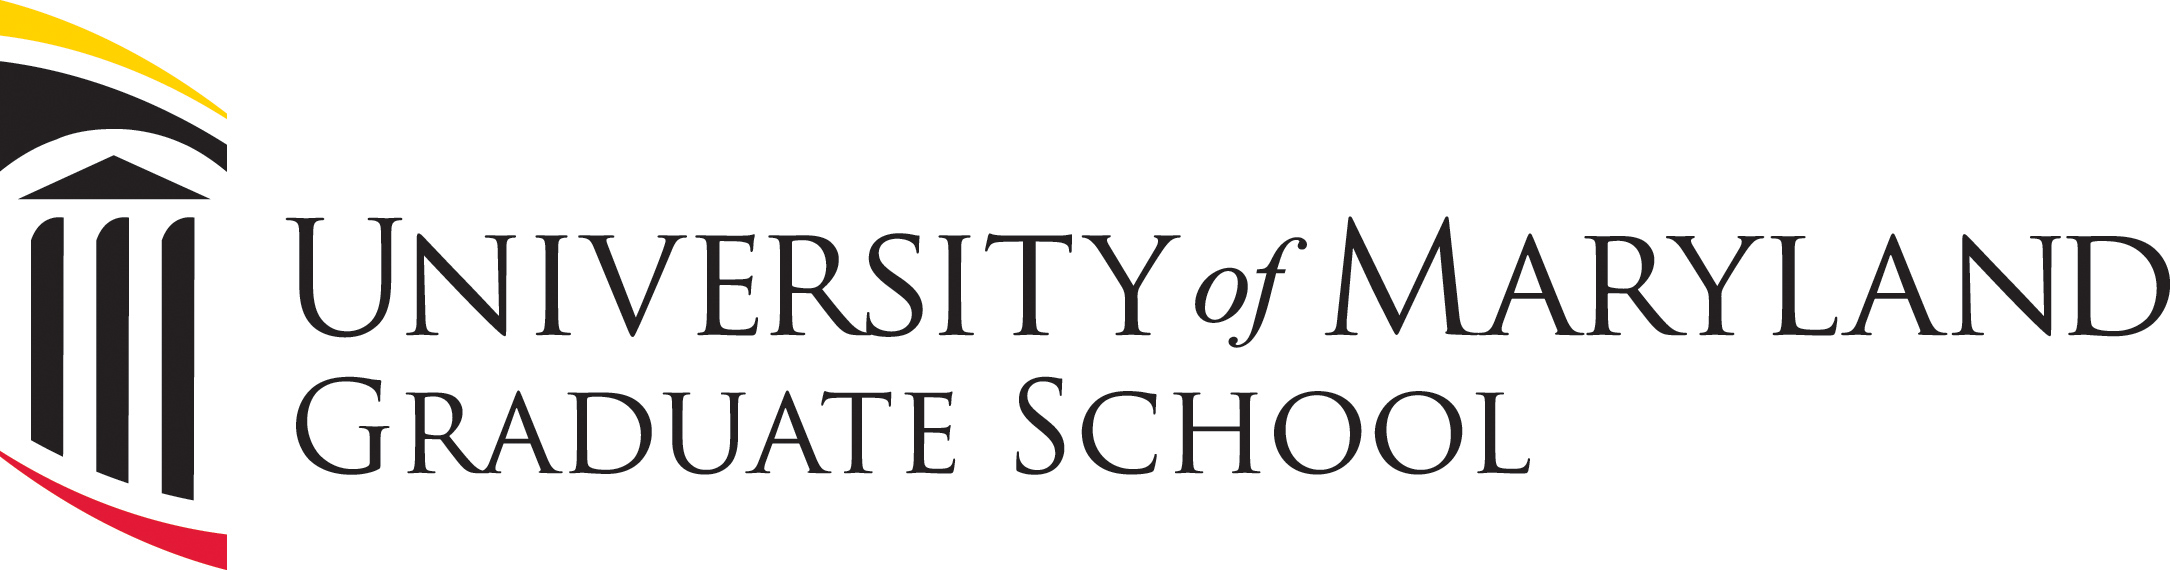 UNIVERSITY of MARYLAND
GRADUATE SCHOOL